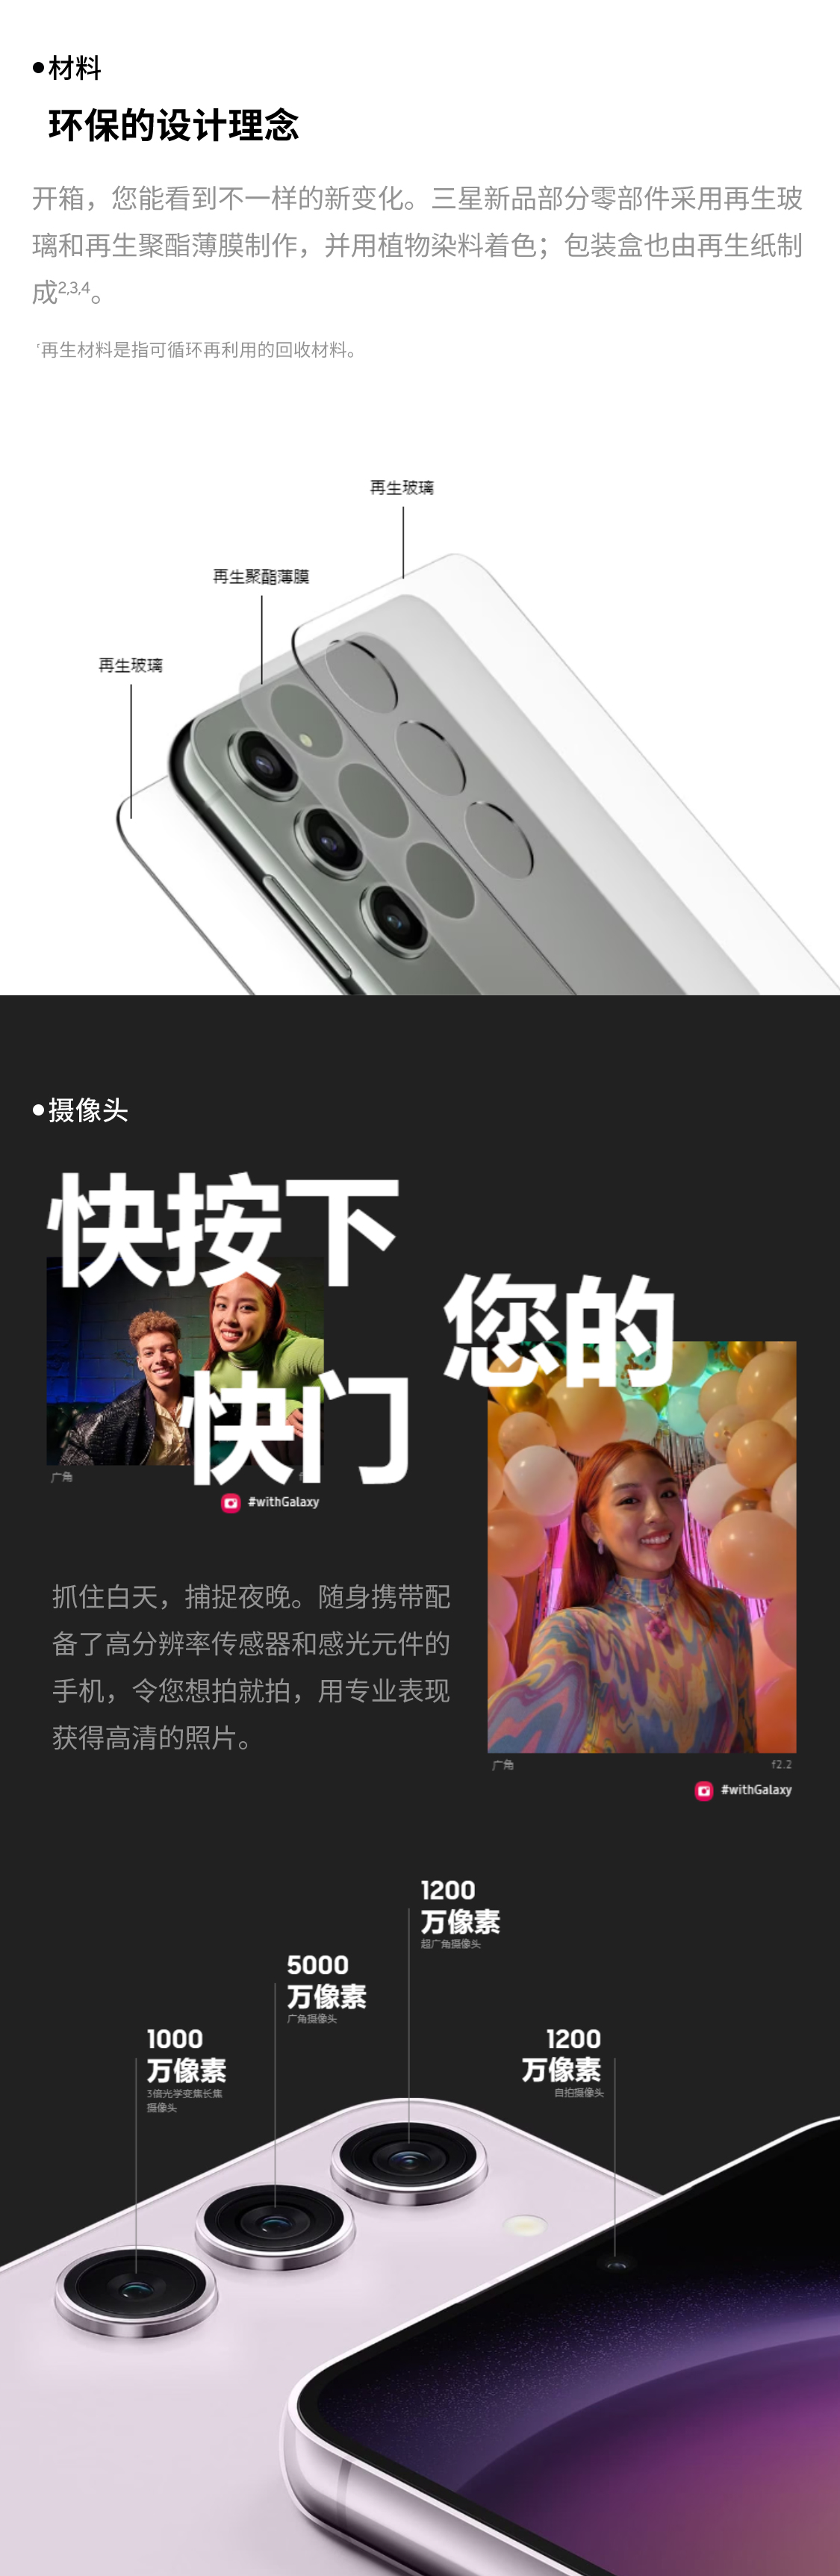 •材料
环保的设计理念
开箱，您能看到不一样的新变化。三星新品部分零部件采用再生玻
璃和再生聚酯薄膜制作，并用植物染料着色；包装盒也由再生纸制
成2,3,4。
再生材料是指可循环再利用的回收材料。
再生玻璃
再生聚酯薄膜
再生玻璃
•摄像头
快按下
您的
快门
广角
#withGalaxy
抓住白天，捕捉夜晚。随身携带配
备了高分辨率传感器和感光元件的
手机，令您想拍就拍，用专业表现
获得高清的照片。
广角 f2.2
#withGalaxy
1200
万像素
超广角摄像头
5000
万像素
广角摄像头
1000
万像素
3倍光学变焦长焦
摄像头
1200
万像素
自拍摄像头